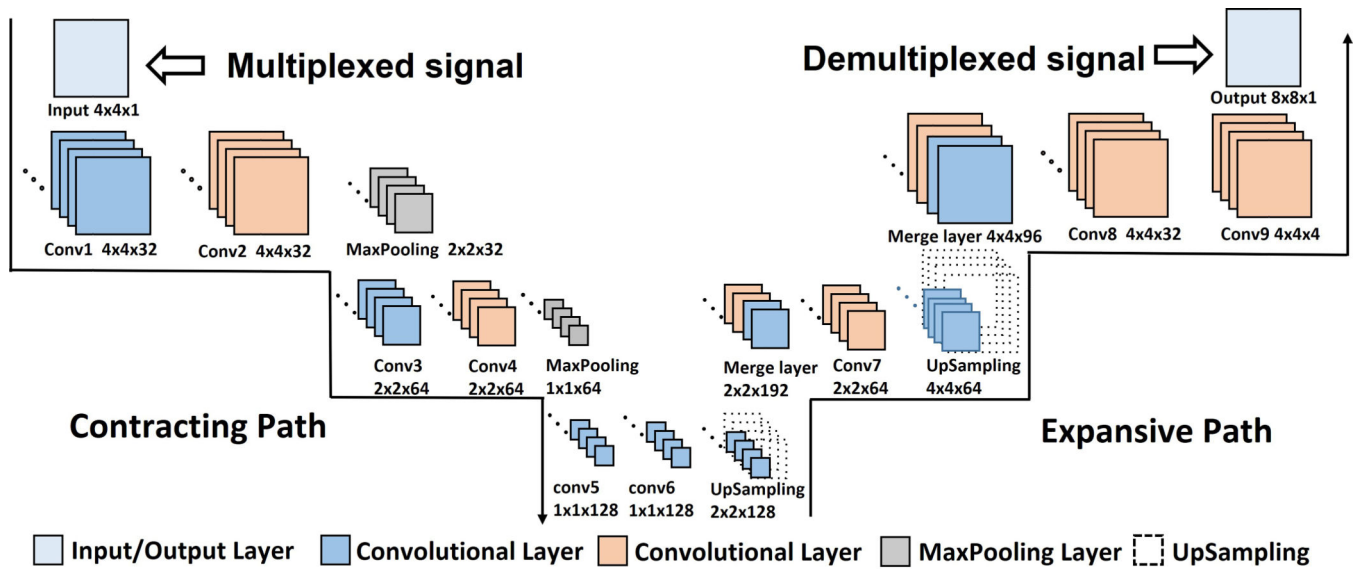 Multiplexed signal
Demultiplexed signal
Input 4x4x1
Output 8x8x1
Conv1 4x4x32
Conv2 4x4x32
MaxPooling 2x2x32
Merge layer 4x4x96
Conv8 4x4x32
Conv9 4x4x4
Conv3
2x2x64
Conv4
2x2x64
MaxPooling
1x1x64
Merge layer
2x2x192
Conv7
2x2x64
UpSampling
4x4x64
Contracting Path
Expansive Path
conv5
1x1x128
conv6
1x1x128
UpSampling
2x2x128
Input/Output Layer
Convolutional Layer
Convolutional Layer
MaxPooling Layer
UpSampling